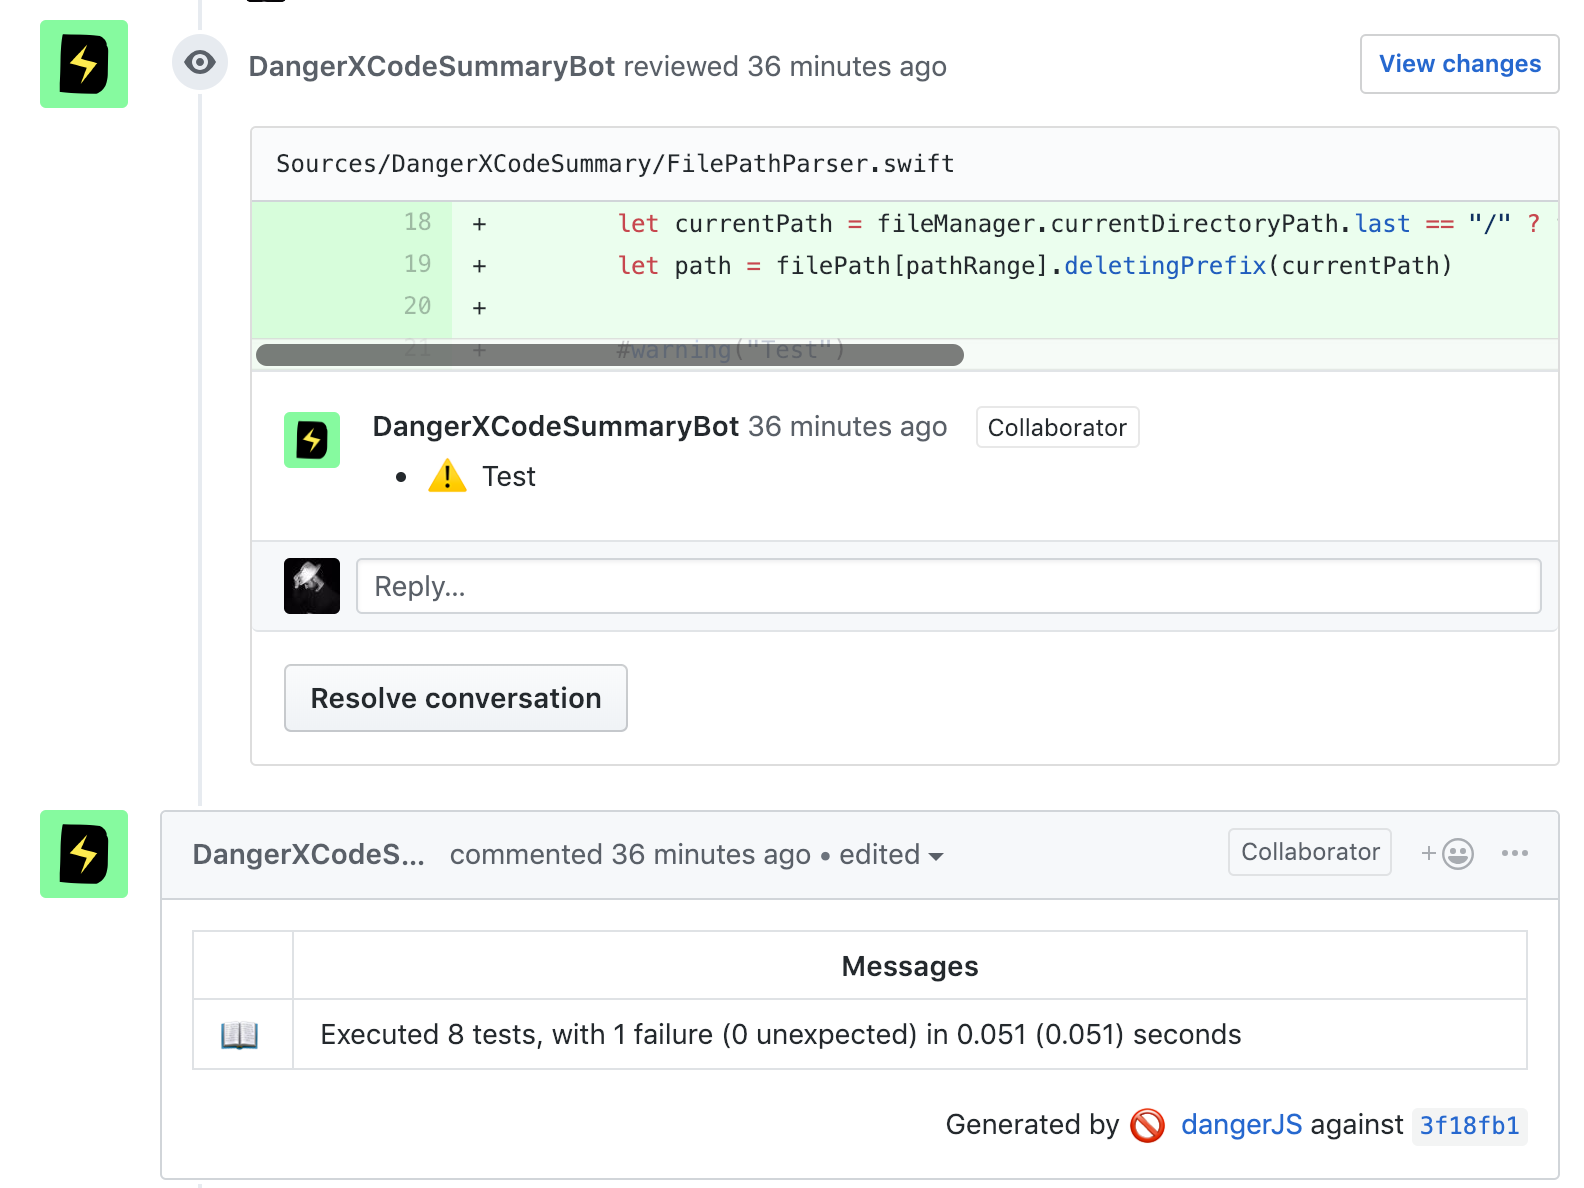 DangerXCodeSummaryBot reviewed 36 minutes ago
View changes
Sources/DangerXCodeSummary/FilePathParser.swift
18 + let currentPath = fileManager.currentDirectoryPath.last == "/" ?
19 + let path = filePath[pathRange].deletingPrefix(currentPath)
20 +
21 + #warning("Test")
DangerXCodeSummaryBot 36 minutes ago Collaborator
• ⚠️ Test
Reply...
Resolve conversation
DangerXCodeS... commented 36 minutes ago • edited Collaborator + ...
Messages
Executed 8 tests, with 1 failure (0 unexpected) in 0.051 (0.051) seconds
Generated by 🚫 dangerJS against 3f18fb1